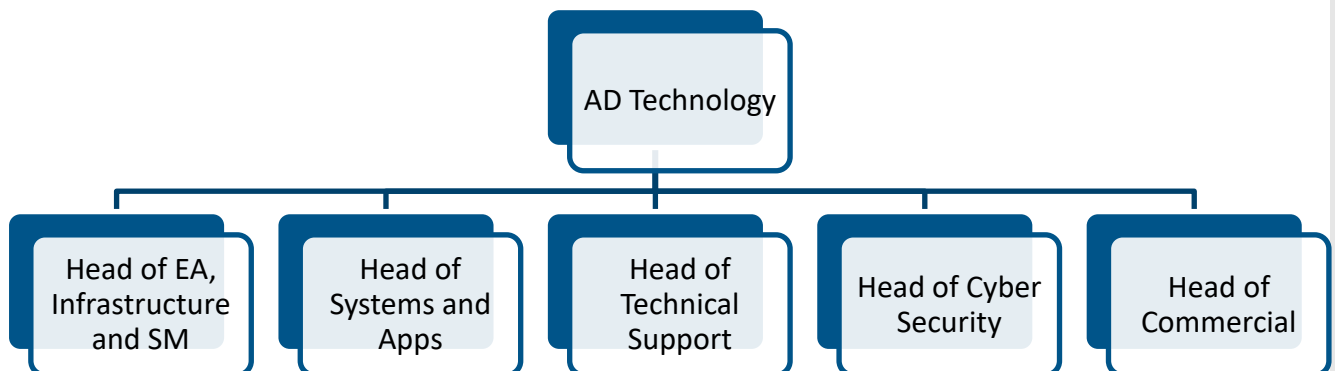 AD Technology
Head of EA,
Infrastructure
and SM
Head of
Systems and
Apps
Head of
Technical
Support
Head of Cyber
Security
Head of
Commercial